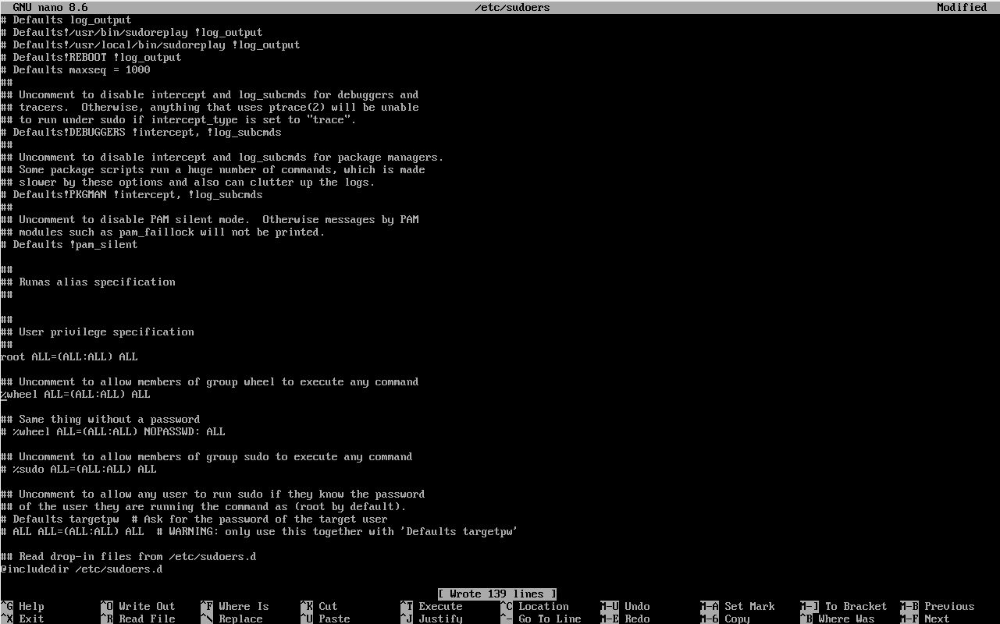 GNU nano 8.6 /etc/sudoers Modified
# Defaults log_output
# Defaults!/usr/bin/sudoreplay !log_output
# Defaults!/usr/local/bin/sudoreplay !log_output
# Defaults!REBOOT !log_output
# Defaults maxseq = 1000
##
## Uncomment to disable intercept and log_subcmds for debuggers and
## tracers.  Otherwise, anything that uses ptrace(2) will be unable
## to run under sudo if intercept_type is set to "trace".
# Defaults!DEBUGGERS !intercept, !log_subcmds
##
## Uncomment to disable intercept and log_subcmds for package managers.
## Some package scripts run a huge number of commands, which is made
## slower by these options and also can clutter up the logs.
# Defaults!PKGMAN !intercept, !log_subcmds
##
## Uncomment to disable PAM silent mode.  Otherwise messages by PAM
## modules such as pam_faillock will not be printed.
# Defaults !pam_silent
##
## Runas alias specification
##
##
## User privilege specification
##
root ALL=(ALL:ALL) ALL
## Uncomment to allow members of group wheel to execute any command
%wheel ALL=(ALL:ALL) ALL
## Same thing without a password
# %wheel ALL=(ALL:ALL) NOPASSWD: ALL
## Uncomment to allow members of group sudo to execute any command
# %sudo ALL=(ALL:ALL) ALL
## Uncomment to allow any user to run sudo if they know the password
## of the user they are running the command as (root by default).
# Defaults targetpw  # Ask for the password of the target user
# ALL ALL=(ALL:ALL) ALL  # WARNING: only use this together with 'Defaults targetpw'
## Read drop-in files from /etc/sudoers.d
@includedir /etc/sudoers.d
[ Wrote 139 lines ]
^G Help ^O Write Out ^F Where Is ^K Cut ^T Execute ^C Location M-U Undo M-A Set Mark M-] To Bracket M-B Previous
^X Exit ^R Read File ^\ Replace ^U Paste ^J Justify ^- Go To Line M-E Redo M-6 Copy ^B Where Was M-F Next